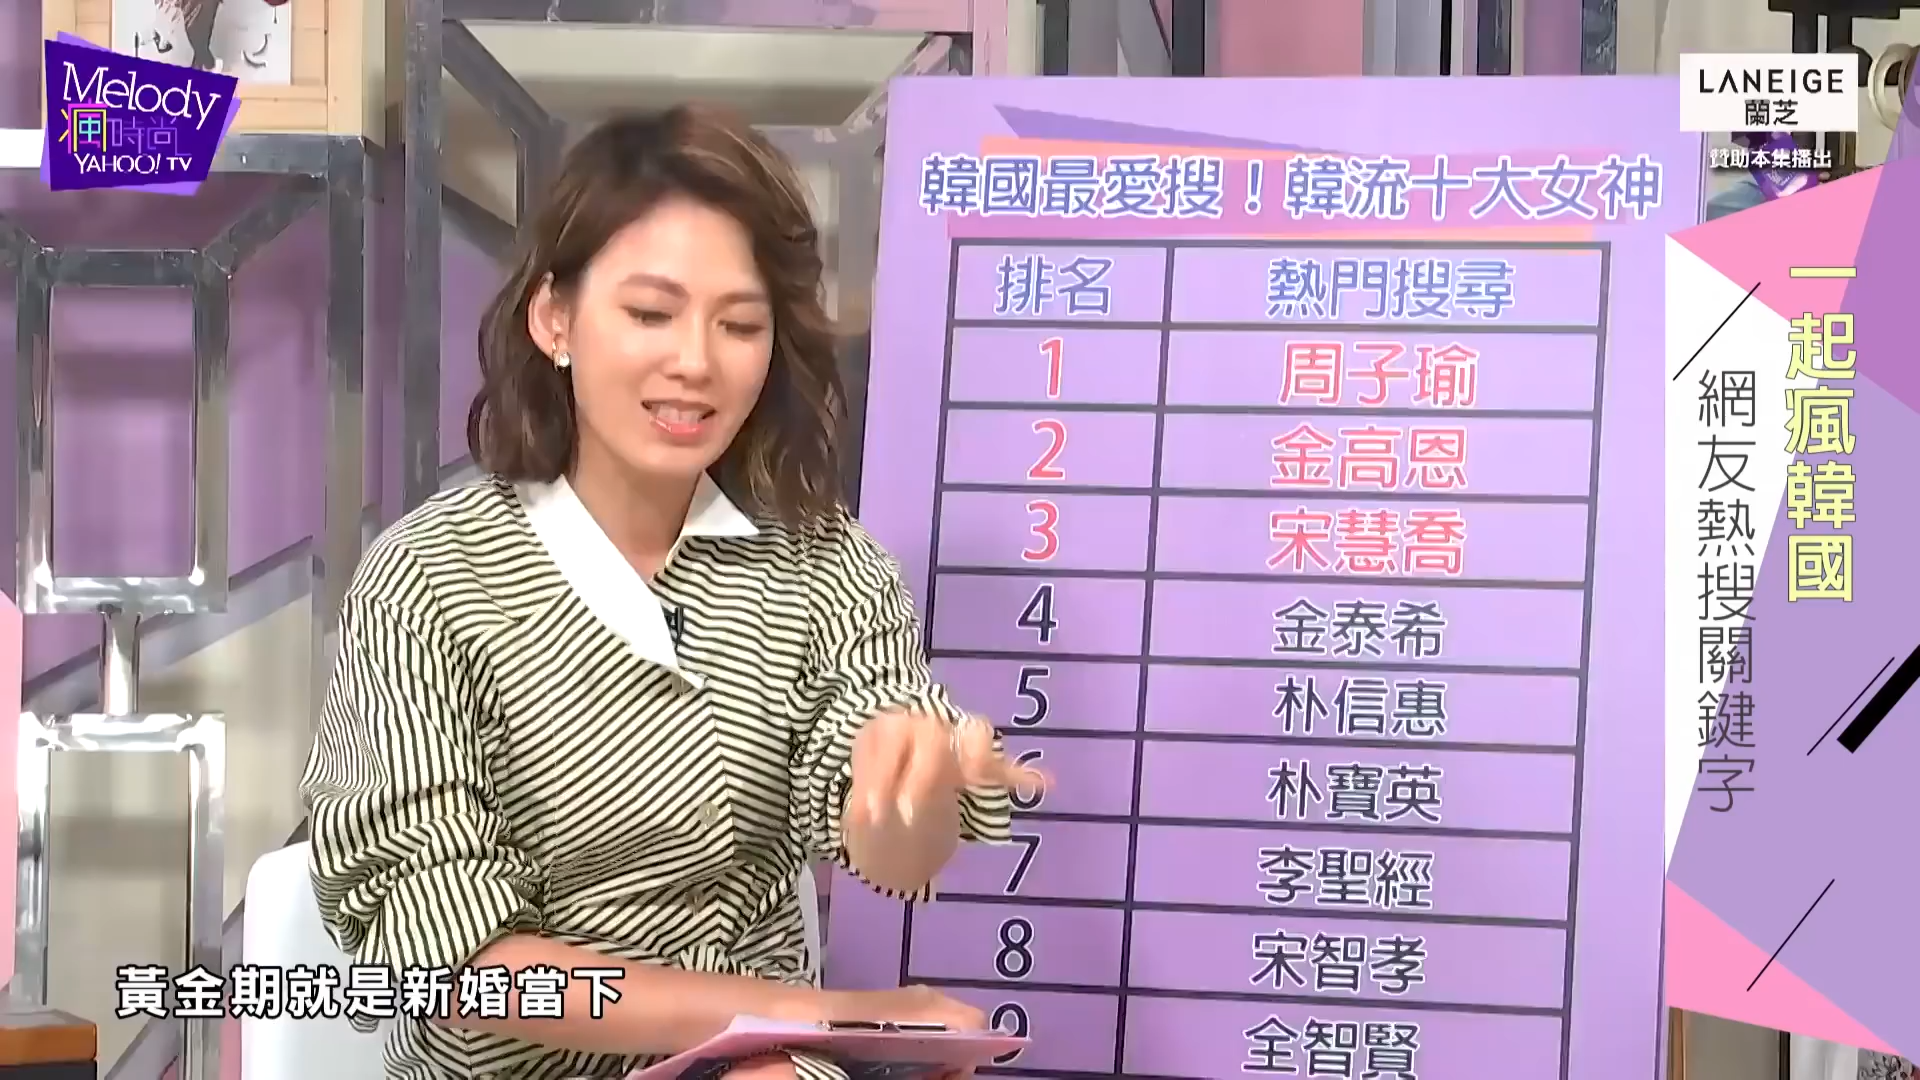 Melody
瘋時尚
YAHOO! TV
LANEIGE
蘭芝
贊助本集播出
韓國最愛搜！韓流十大女神
排名 熱門搜尋
1 周子瑜
2 金高恩
3 宋慧喬
4 金泰希
5 朴信惠
6 朴寶英
7 李聖經
8 宋智孝
9 全智賢
一起瘋韓國
網友熱搜關鍵字
黃金期就是新婚當下